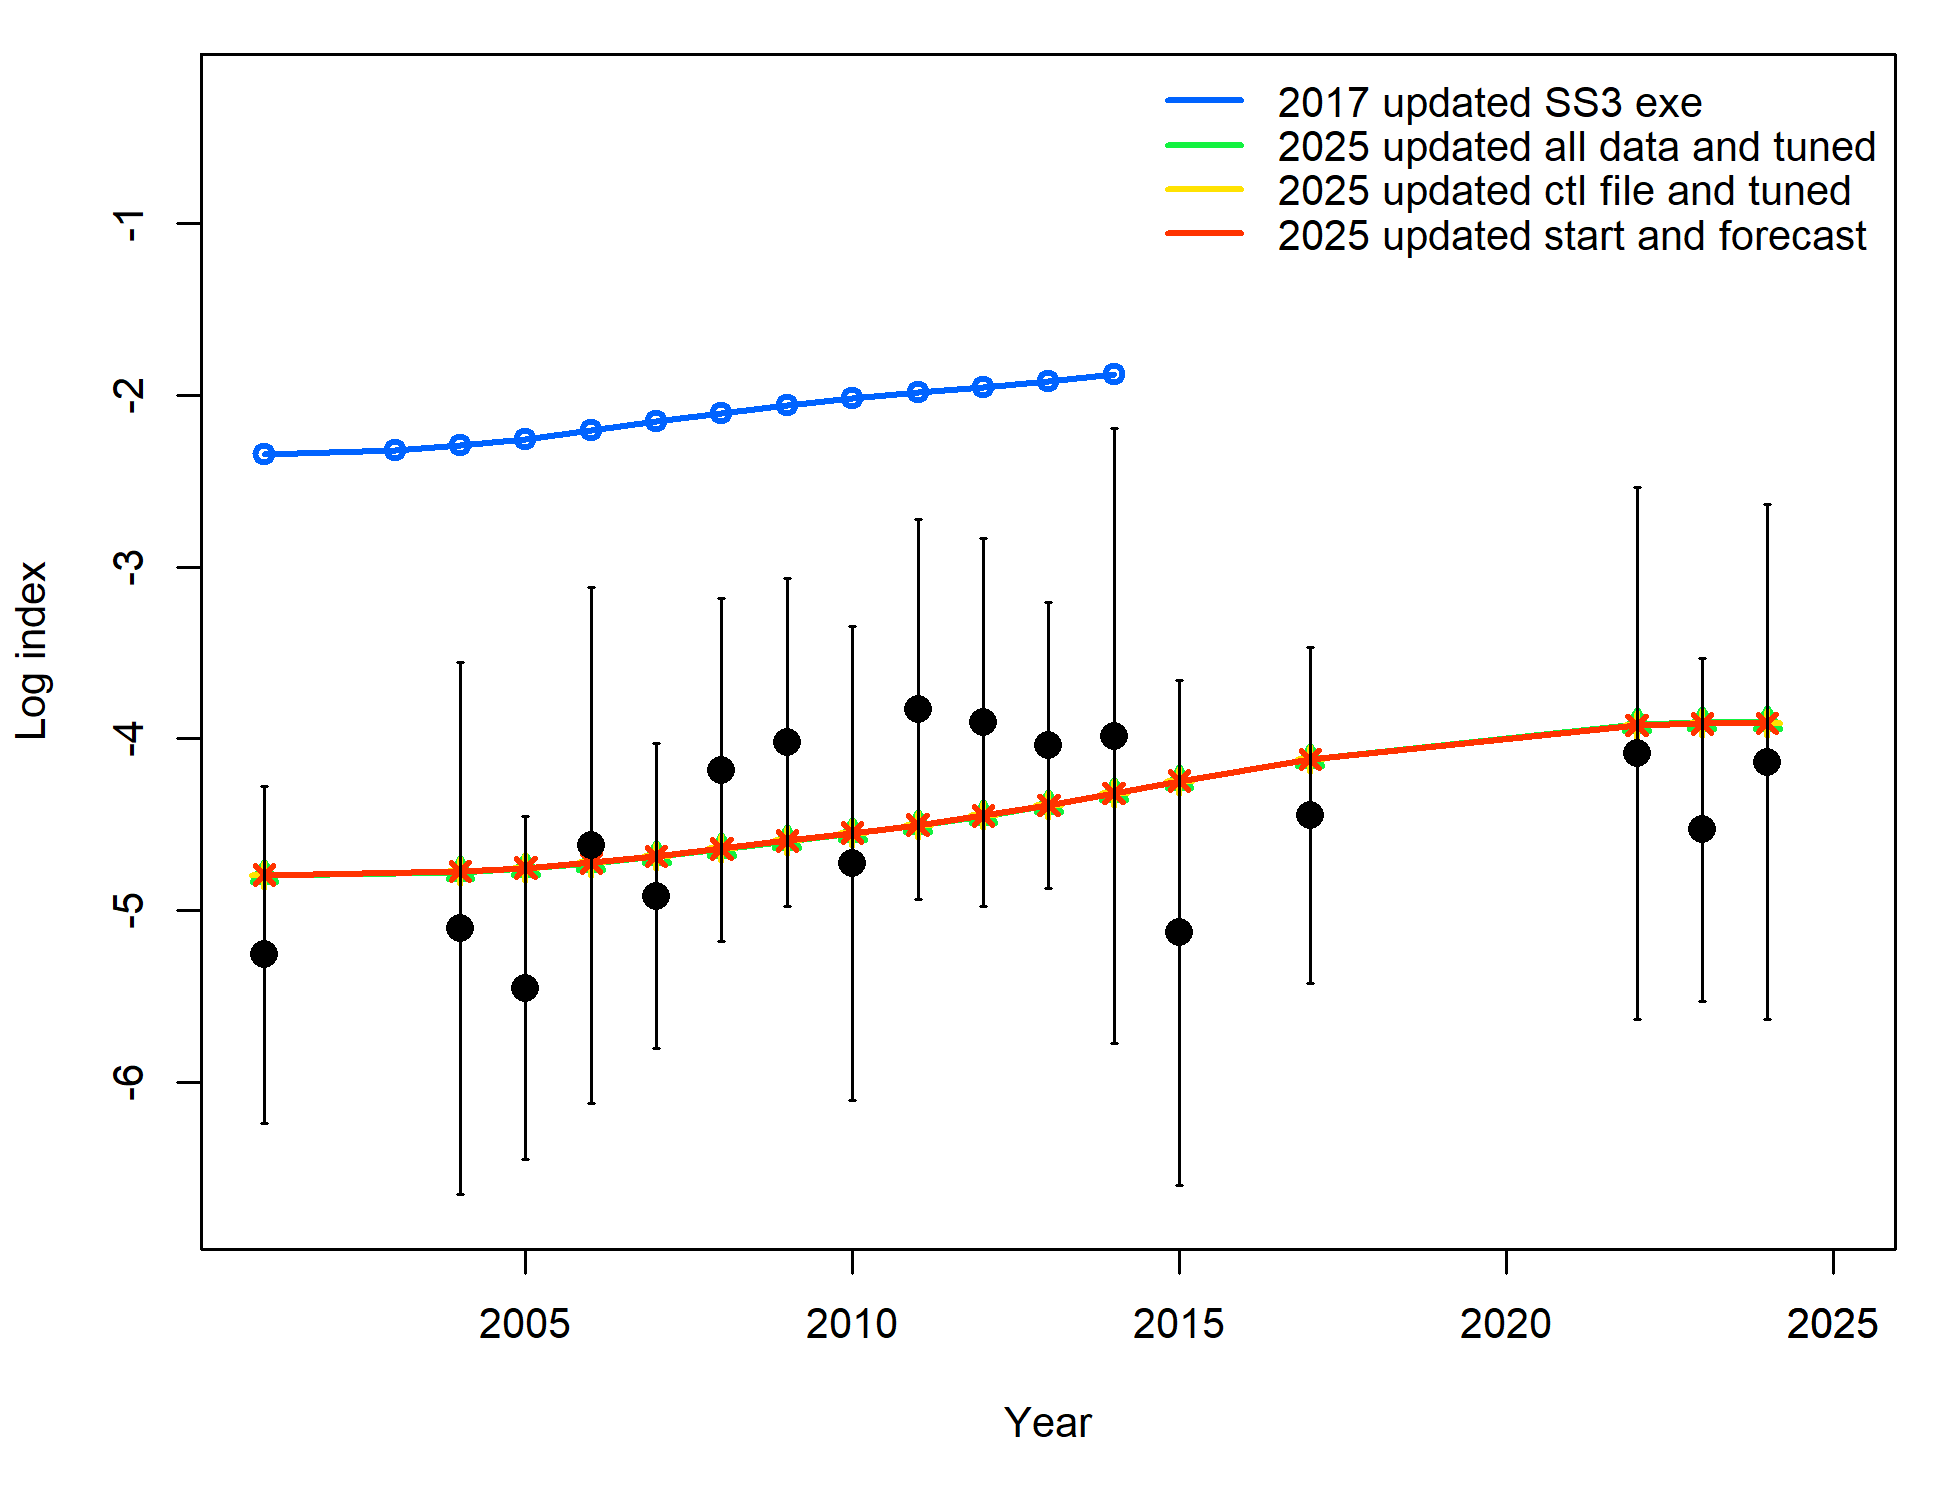 2017 updated SS3 exe
2025 updated all data and tuned
2025 updated ctl file and tuned
2025 updated start and forecast
-1
-2
-3
-4
-5
-6
Log index
2005 2010 2015 2020 2025
Year